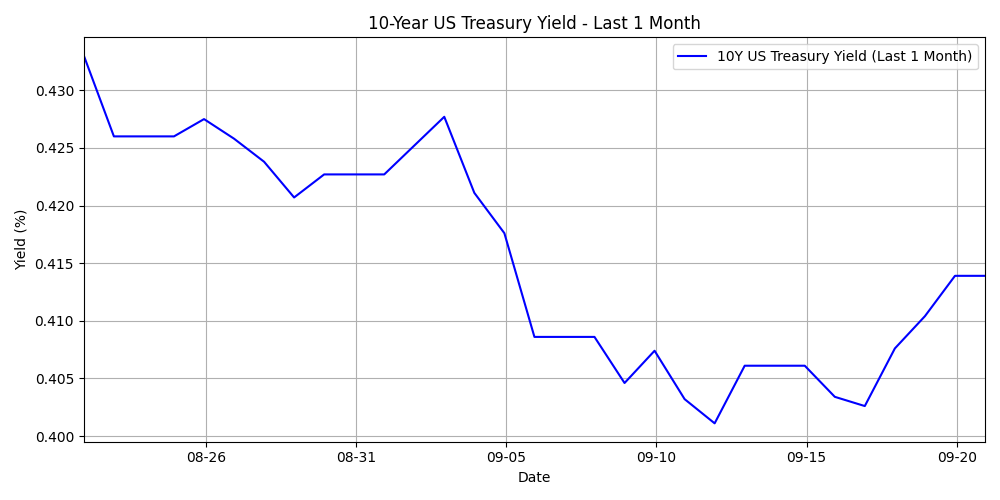 10-Year US Treasury Yield - Last 1 Month
10Y US Treasury Yield (Last 1 Month)
Yield (%)
0.430
0.425
0.420
0.415
0.410
0.405
0.400
08-26 08-31 09-05 09-10 09-15 09-20
Date